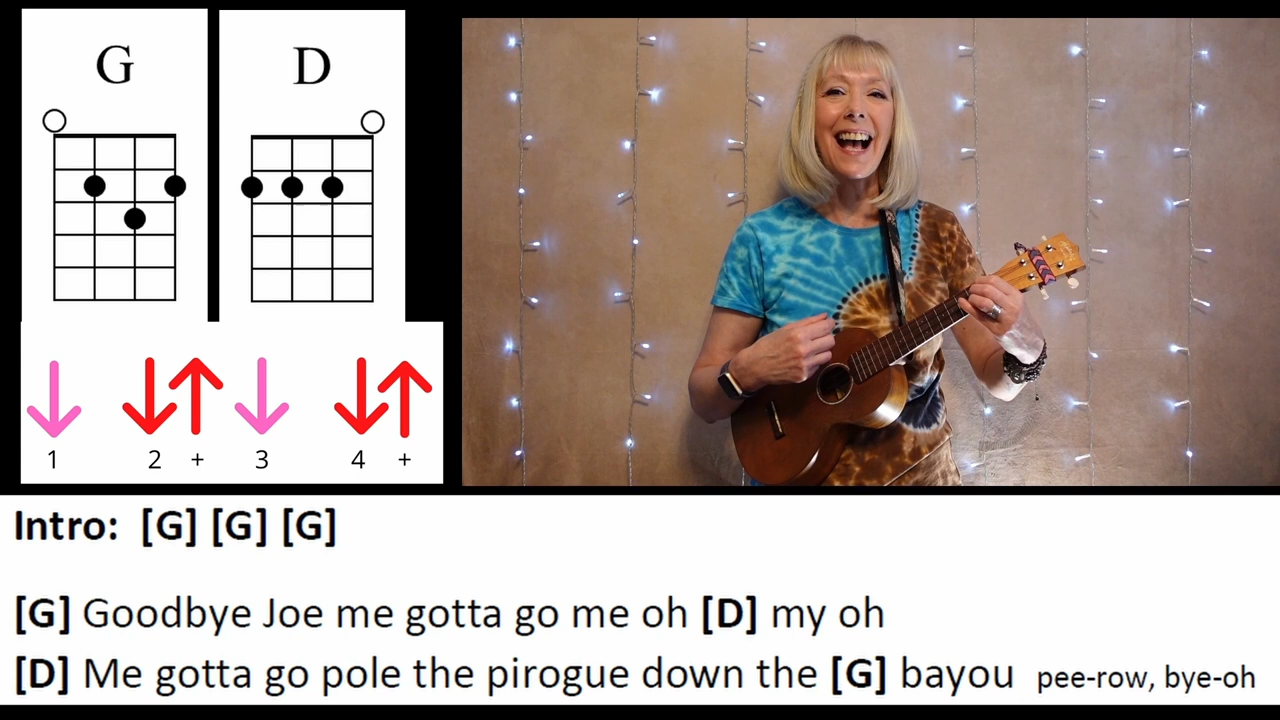 G D
1 2 + 3 4 +
Intro: [G] [G] [G]
[G] Goodbye Joe me gotta go me oh [D] my oh
[D] Me gotta go pole the pirogue down the [G] bayou pee-row, bye-oh